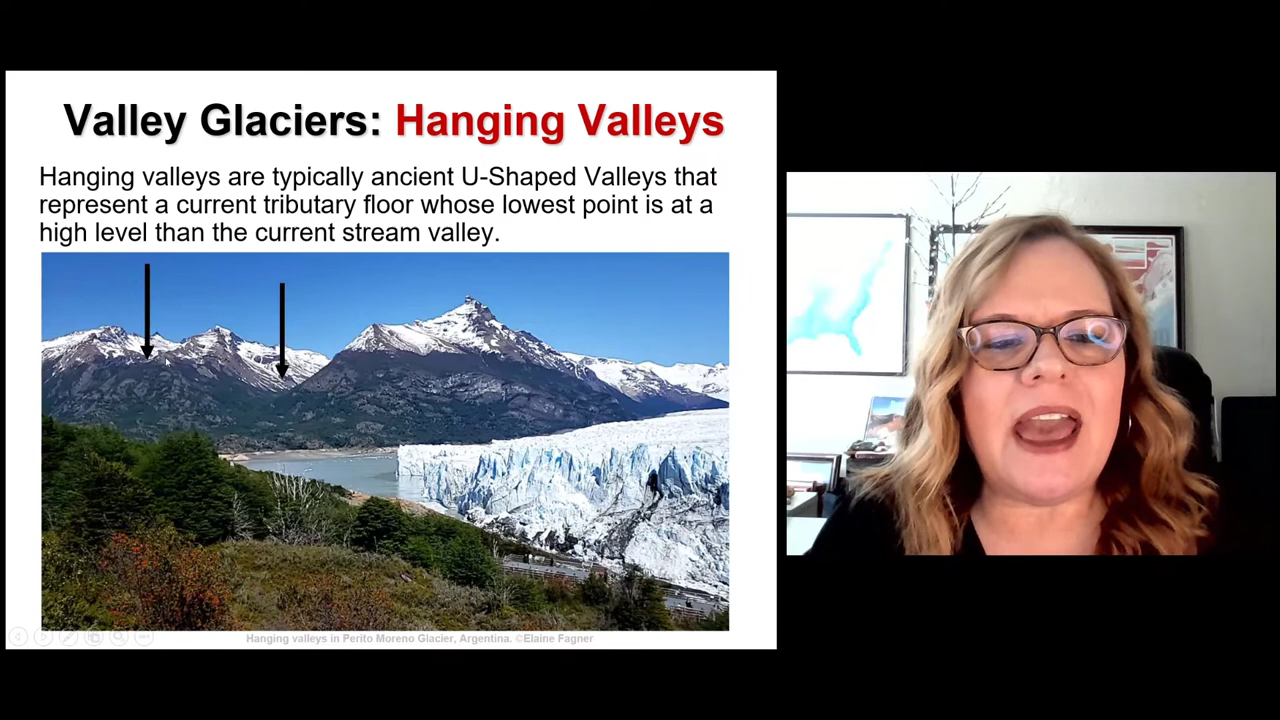 Valley Glaciers: Hanging Valleys
Hanging valleys are typically ancient U-Shaped Valleys that
represent a current tributary floor whose lowest point is at a
high level than the current stream valley.
Hanging valleys in Perito Moreno Glacier, Argentina. ©Elaine Fagner